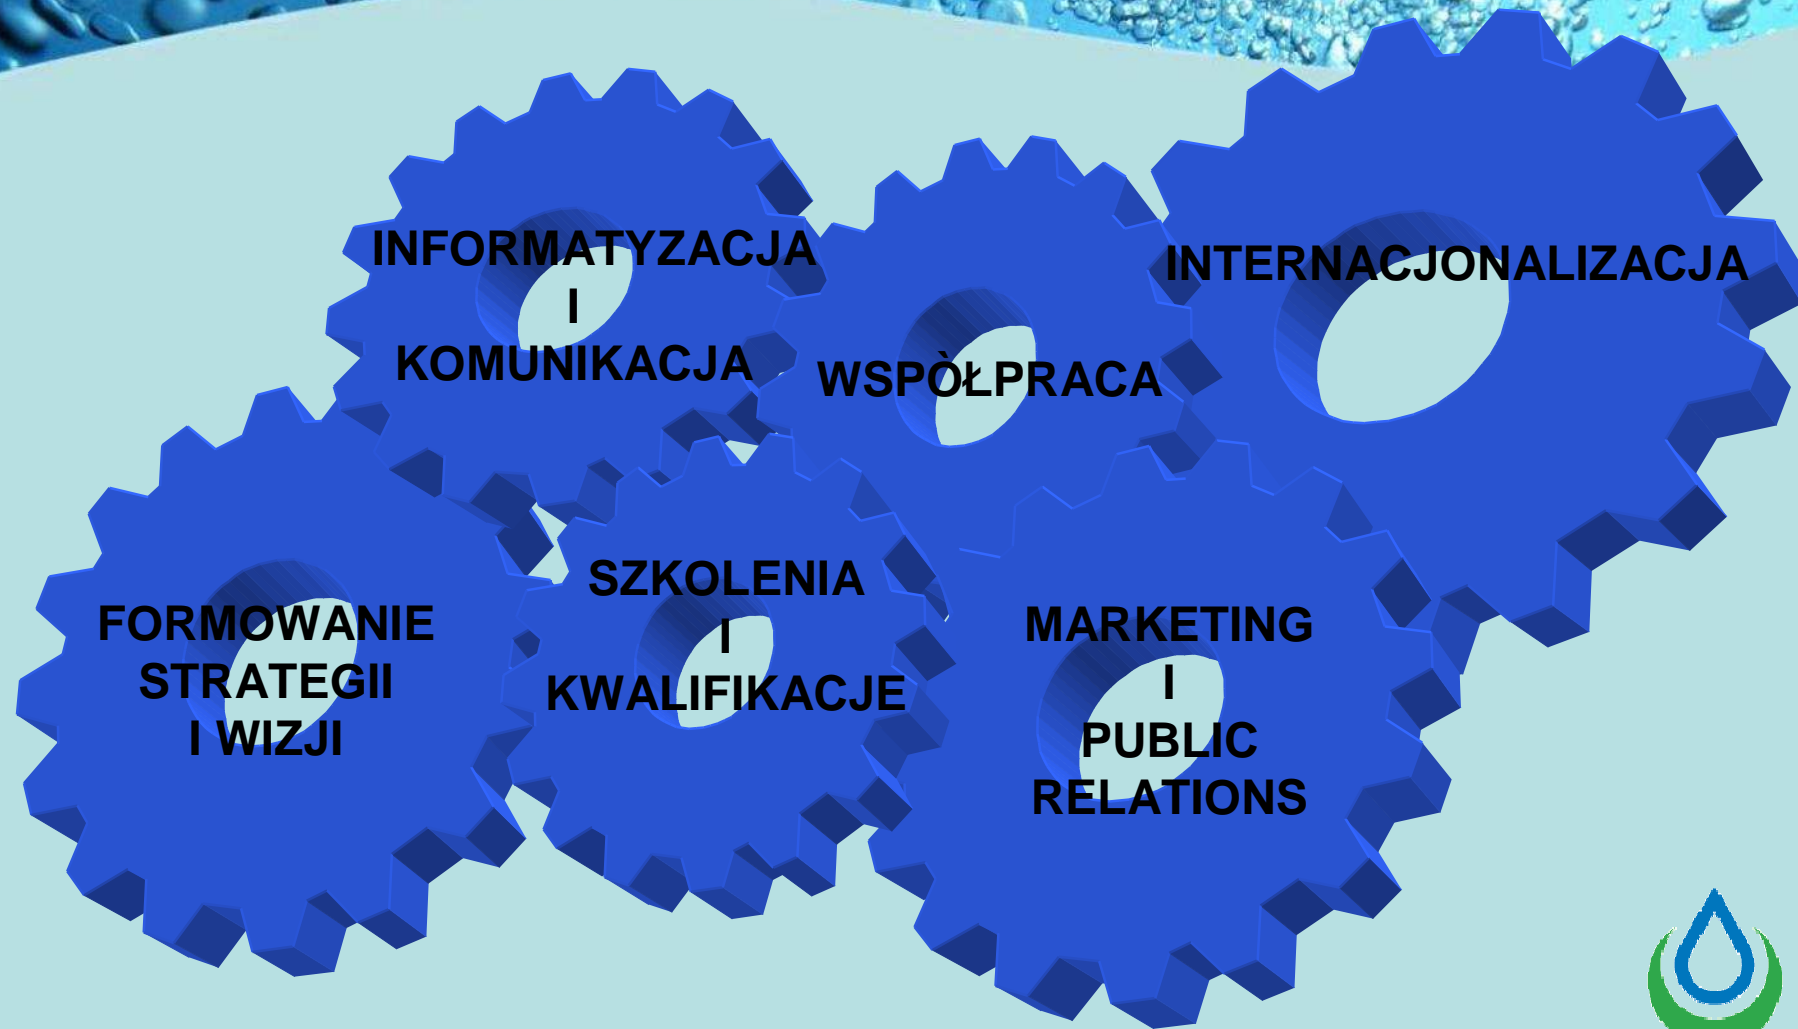 INFORMATYZACJA
I
KOMUNIKACJA
WSPÒŁPRACA
INTERNACJONALIZACJA
FORMOWANIE
STRATEGII
I WIZJI
SZKOLENIA
I
KWALIFIKACJE
MARKETING
I
PUBLIC
RELATIONS